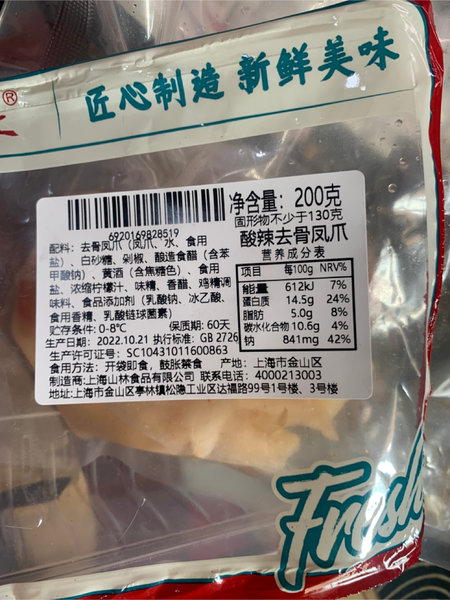 ®
匠心制造 新鲜美味
6920169828519
净含量: 200克
固形物不少于130克
酸辣去骨凤爪
配料: 去骨凤爪(凤爪、水、食用
盐)、白砂糖、剁椒、酿造食醋(含苯
甲酸钠)、黄酒(含焦糖色)、食用
盐、浓缩柠檬汁、味精、香醋、鸡精调
味料、食品添加剂(乳酸钠、冰乙酸、
食用香精、乳酸链球菌素)
贮存条件: 0-8℃ 保质期: 60天
生产日期: 2022.10.21 执行标准: GB 2726
生产许可证号: SC10431011600863
营养成分表
项目 每100g NRV%
能量 612kJ 7%
蛋白质 14.5g 24%
脂肪 5.0g 8%
碳水化合物 10.6g 4%
钠 841mg 42%
食用方法: 开袋即食, 鼓胀禁食 产地: 上海市金山区
制造商:上海山林食品有限公司 联系电话: 4000213003
地址:上海市金山区亭林镇松隐工业区达福路99号1号楼、3号楼
Fresh